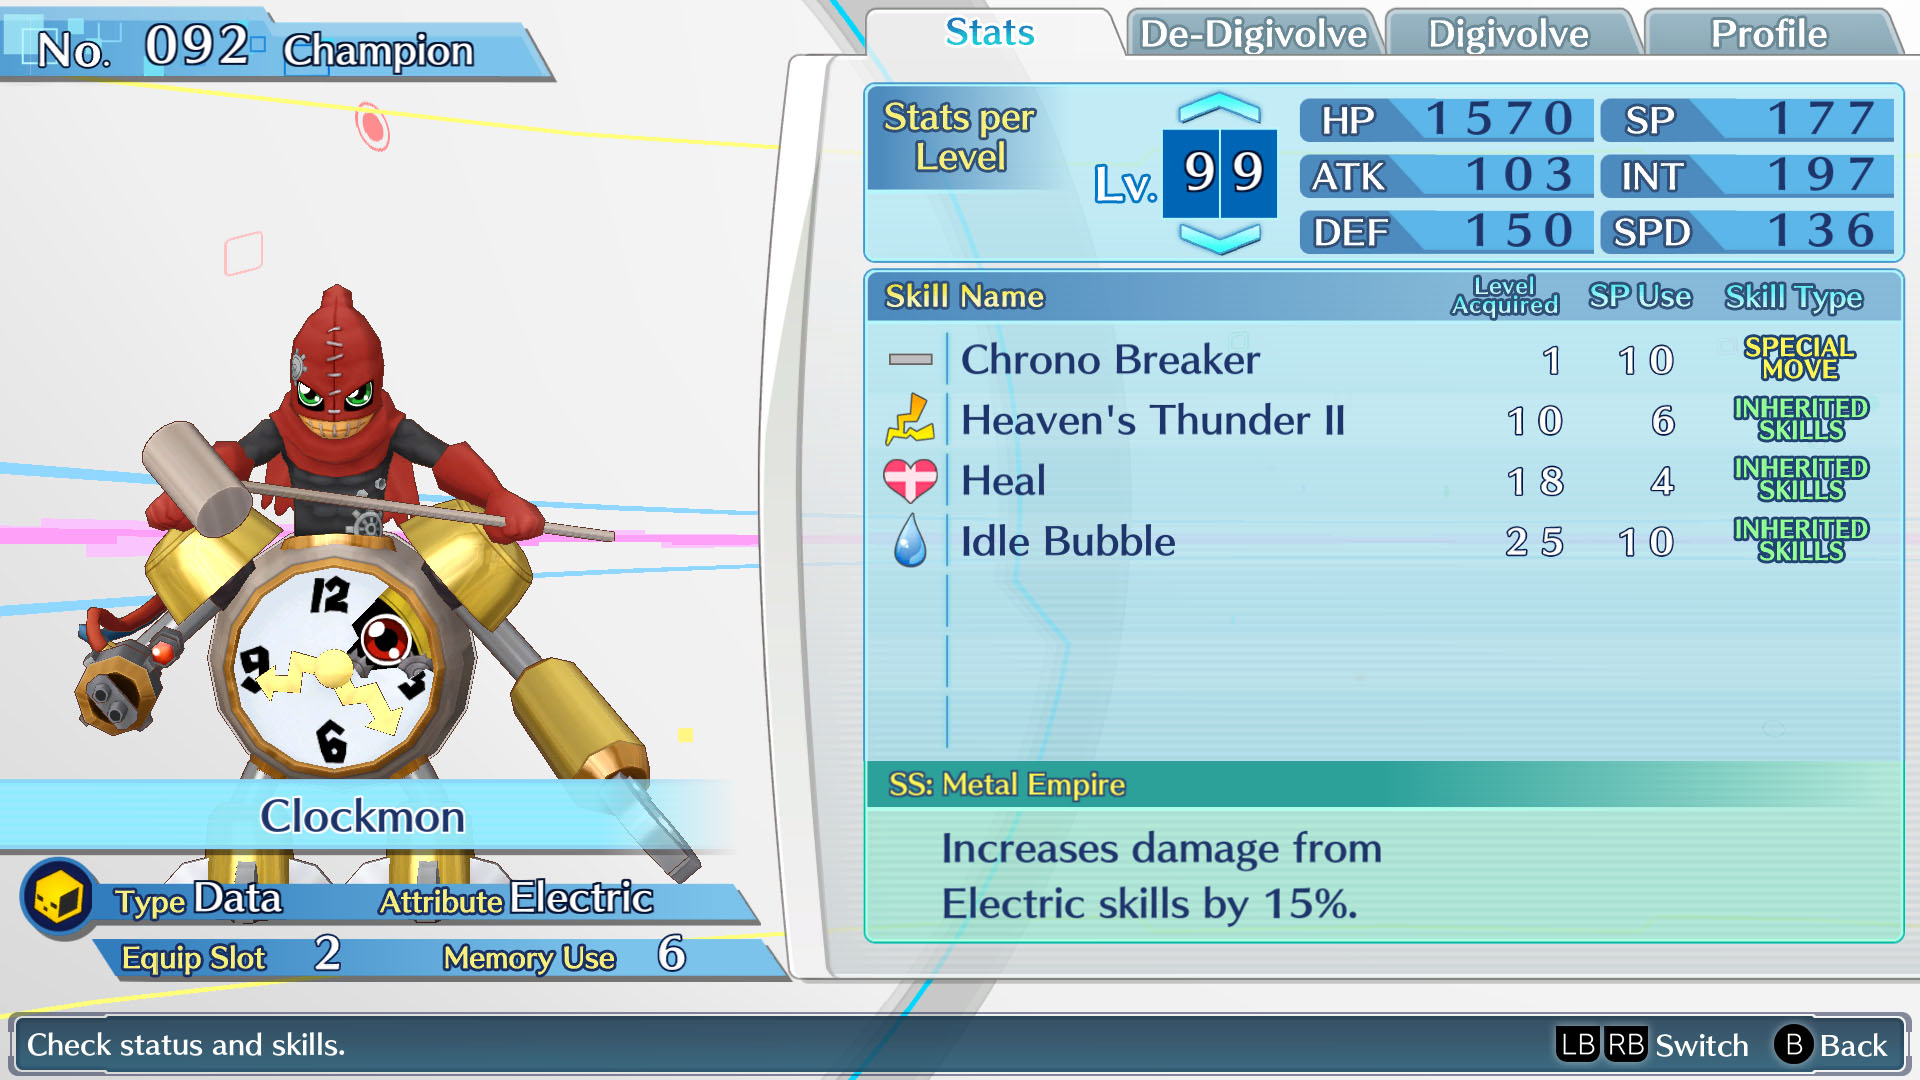 No. 092 Champion
Stats
De-Digivolve
Digivolve
Profile
Stats per
Level
Lv. 99
HP 1570
SP 177
ATK 103
INT 197
DEF 150
SPD 136
Skill Name
Level
Acquired
SP Use
Skill Type
Chrono Breaker 1 10 SPECIAL
MOVE
Heaven's Thunder II 10 6 INHERITED
SKILLS
Heal 18 4 INHERITED
SKILLS
Idle Bubble 25 10 INHERITED
SKILLS
12
9
3
6
Clockmon
Type Data
Attribute Electric
Equip Slot 2
Memory Use 6
SS: Metal Empire
Increases damage from
Electric skills by 15%.
Check status and skills.
LB RB Switch B Back